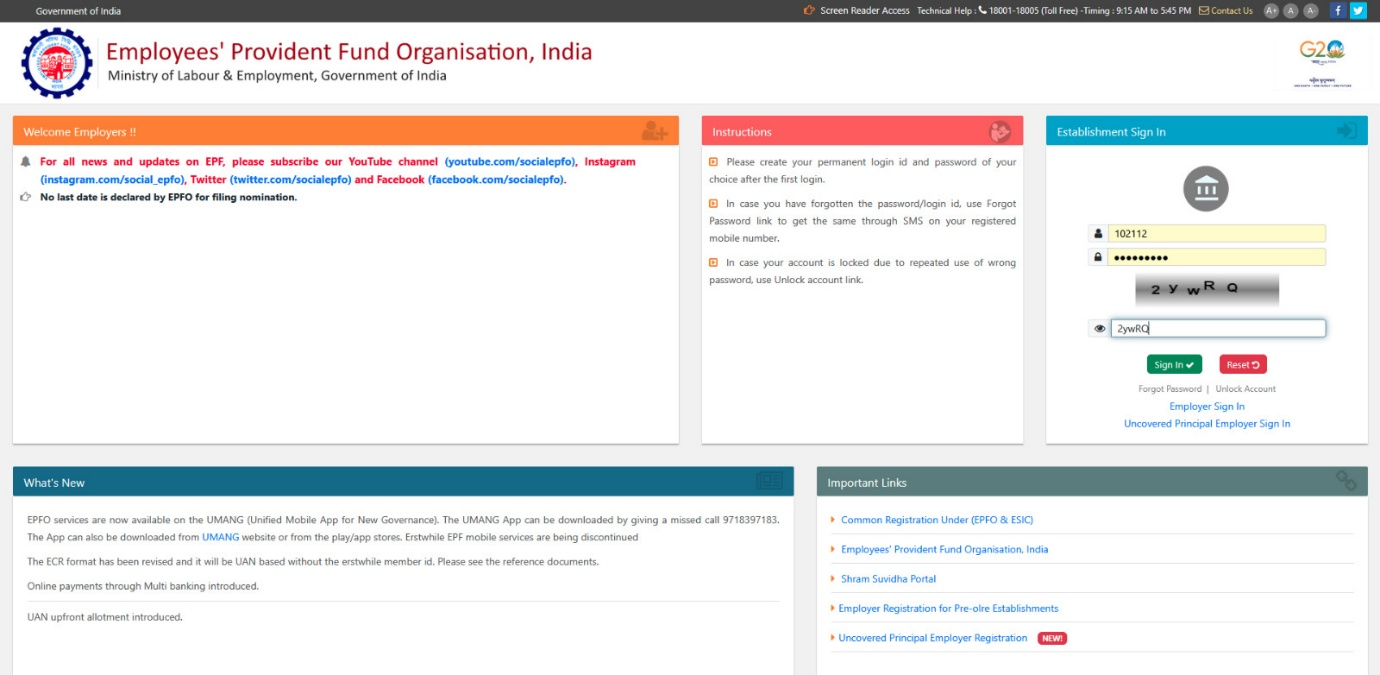 Government of India
Screen Reader Access Technical Help : 18001-18005 (Toll Free) -Timing : 9:15 AM to 5:45 PM Contact Us A+ A A-
Employees' Provident Fund Organisation, India
Ministry of Labour & Employment, Government of India
G20
Welcome Employers !!
For all news and updates on EPF, please subscribe our YouTube channel (youtube.com/socialepfo), Instagram
(instagram.com/social_epfo), Twitter (twitter.com/socialepfo) and Facebook (facebook.com/socialepfo).
No last date is declared by EPFO for filing nomination.
Instructions
Please create your permanent login id and password of your
choice after the first login.
In case you have forgotten the password/login id, use Forgot
Password link to get the same through SMS on your registered
mobile number.
In case your account is locked due to repeated use of wrong
password, use Unlock account link.
Establishment Sign In
102112
2 y w R Q
2ywRQ
Sign In Reset
Forgot Password | Unlock Account
Employer Sign In
Uncovered Principal Employer Sign In
What's New
EPFO services are now available on the UMANG (Unified Mobile App for New Governance). The UMANG App can be downloaded by giving a missed call 9718397183.
The App can also be downloaded from UMANG website or from the play/app stores. Erstwhile EPF mobile services are being discontinued
The ECR format has been revised and it will be UAN based without the erstwhile member id. Please see the reference documents.
Online payments through Multi banking introduced.
UAN upfront allotment introduced.
Important Links
Common Registration Under (EPFO & ESIC)
Employees' Provident Fund Organisation, India
Shram Suvidha Portal
Employer Registration for Pre-olre Establishments
Uncovered Principal Employer Registration NEW!